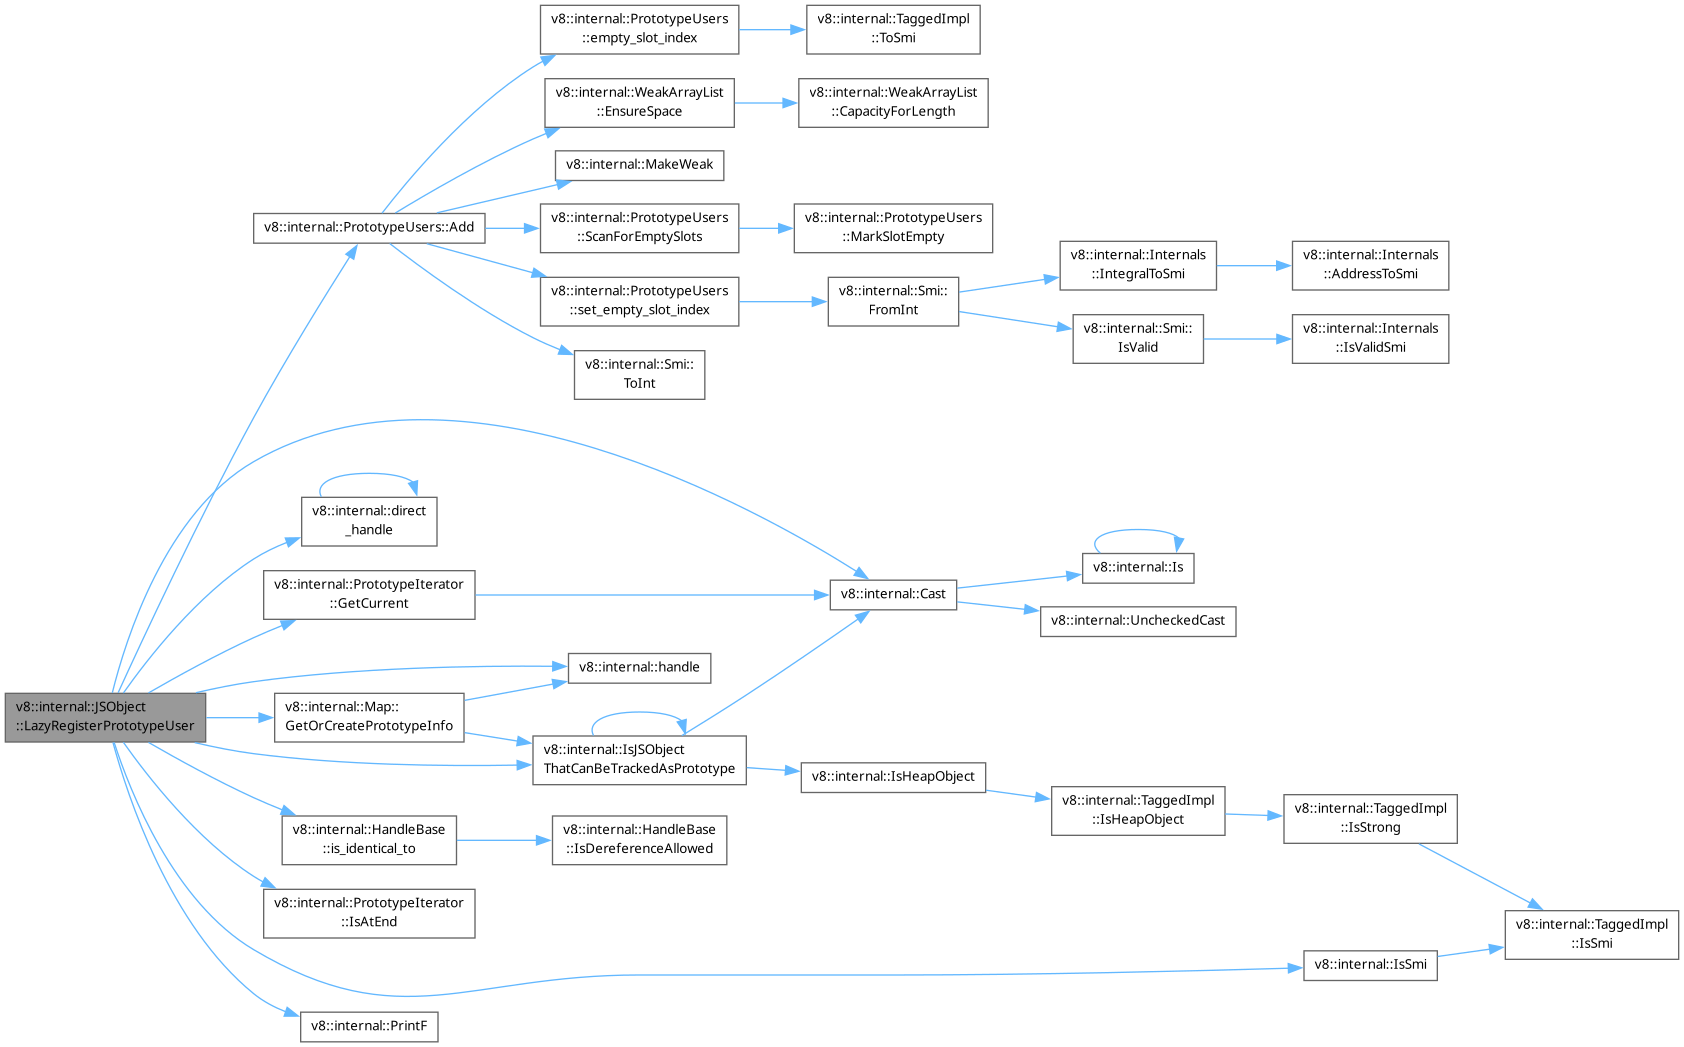 v8::internal::PrototypeUsers
::empty_slot_index
v8::internal::TaggedImpl
::ToSmi
v8::internal::WeakArrayList
::EnsureSpace
v8::internal::WeakArrayList
::CapacityForLength
v8::internal::MakeWeak
v8::internal::PrototypeUsers::Add
v8::internal::PrototypeUsers
::ScanForEmptySlots
v8::internal::PrototypeUsers
::MarkSlotEmpty
v8::internal::Internals
::IntegralToSmi
v8::internal::Internals
::AddressToSmi
v8::internal::PrototypeUsers
::set_empty_slot_index
v8::internal::Smi::
FromInt
v8::internal::Smi::
IsValid
v8::internal::Internals
::IsValidSmi
v8::internal::Smi::
ToInt
v8::internal::direct
_handle
v8::internal::Is
v8::internal::PrototypeIterator
::GetCurrent
v8::internal::Cast
v8::internal::UncheckedCast
v8::internal::handle
v8::internal::JSObject
::LazyRegisterPrototypeUser
v8::internal::Map::
GetOrCreatePrototypeInfo
v8::internal::IsJSObject
ThatCanBeTrackedAsPrototype
v8::internal::IsHeapObject
v8::internal::TaggedImpl
::IsHeapObject
v8::internal::TaggedImpl
::IsStrong
v8::internal::HandleBase
::is_identical_to
v8::internal::HandleBase
::IsDereferenceAllowed
v8::internal::PrototypeIterator
::IsAtEnd
v8::internal::TaggedImpl
::IsSmi
v8::internal::IsSmi
v8::internal::PrintF